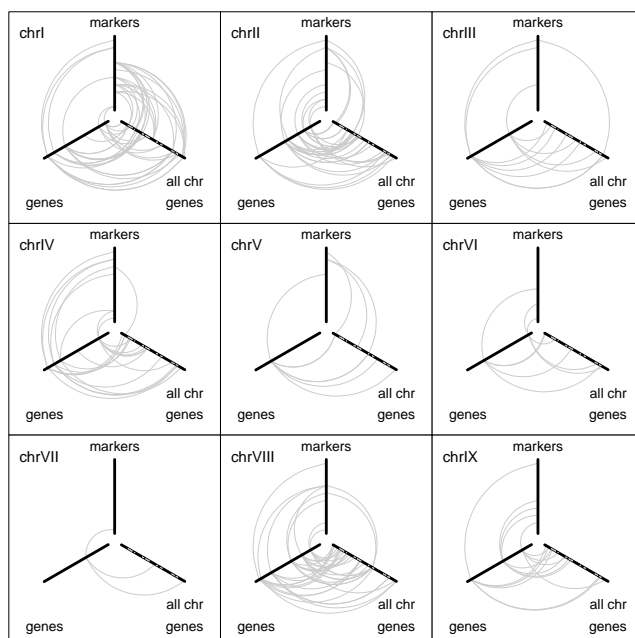 chrI
markers
genes
all chr
genes
chrII
markers
genes
all chr
genes
chrIII
markers
genes
all chr
genes
chrIV
markers
genes
all chr
genes
chrV
markers
genes
all chr
genes
chrVI
markers
genes
all chr
genes
chrVII
markers
genes
all chr
genes
chrVIII
markers
genes
all chr
genes
chrIX
markers
genes
all chr
genes